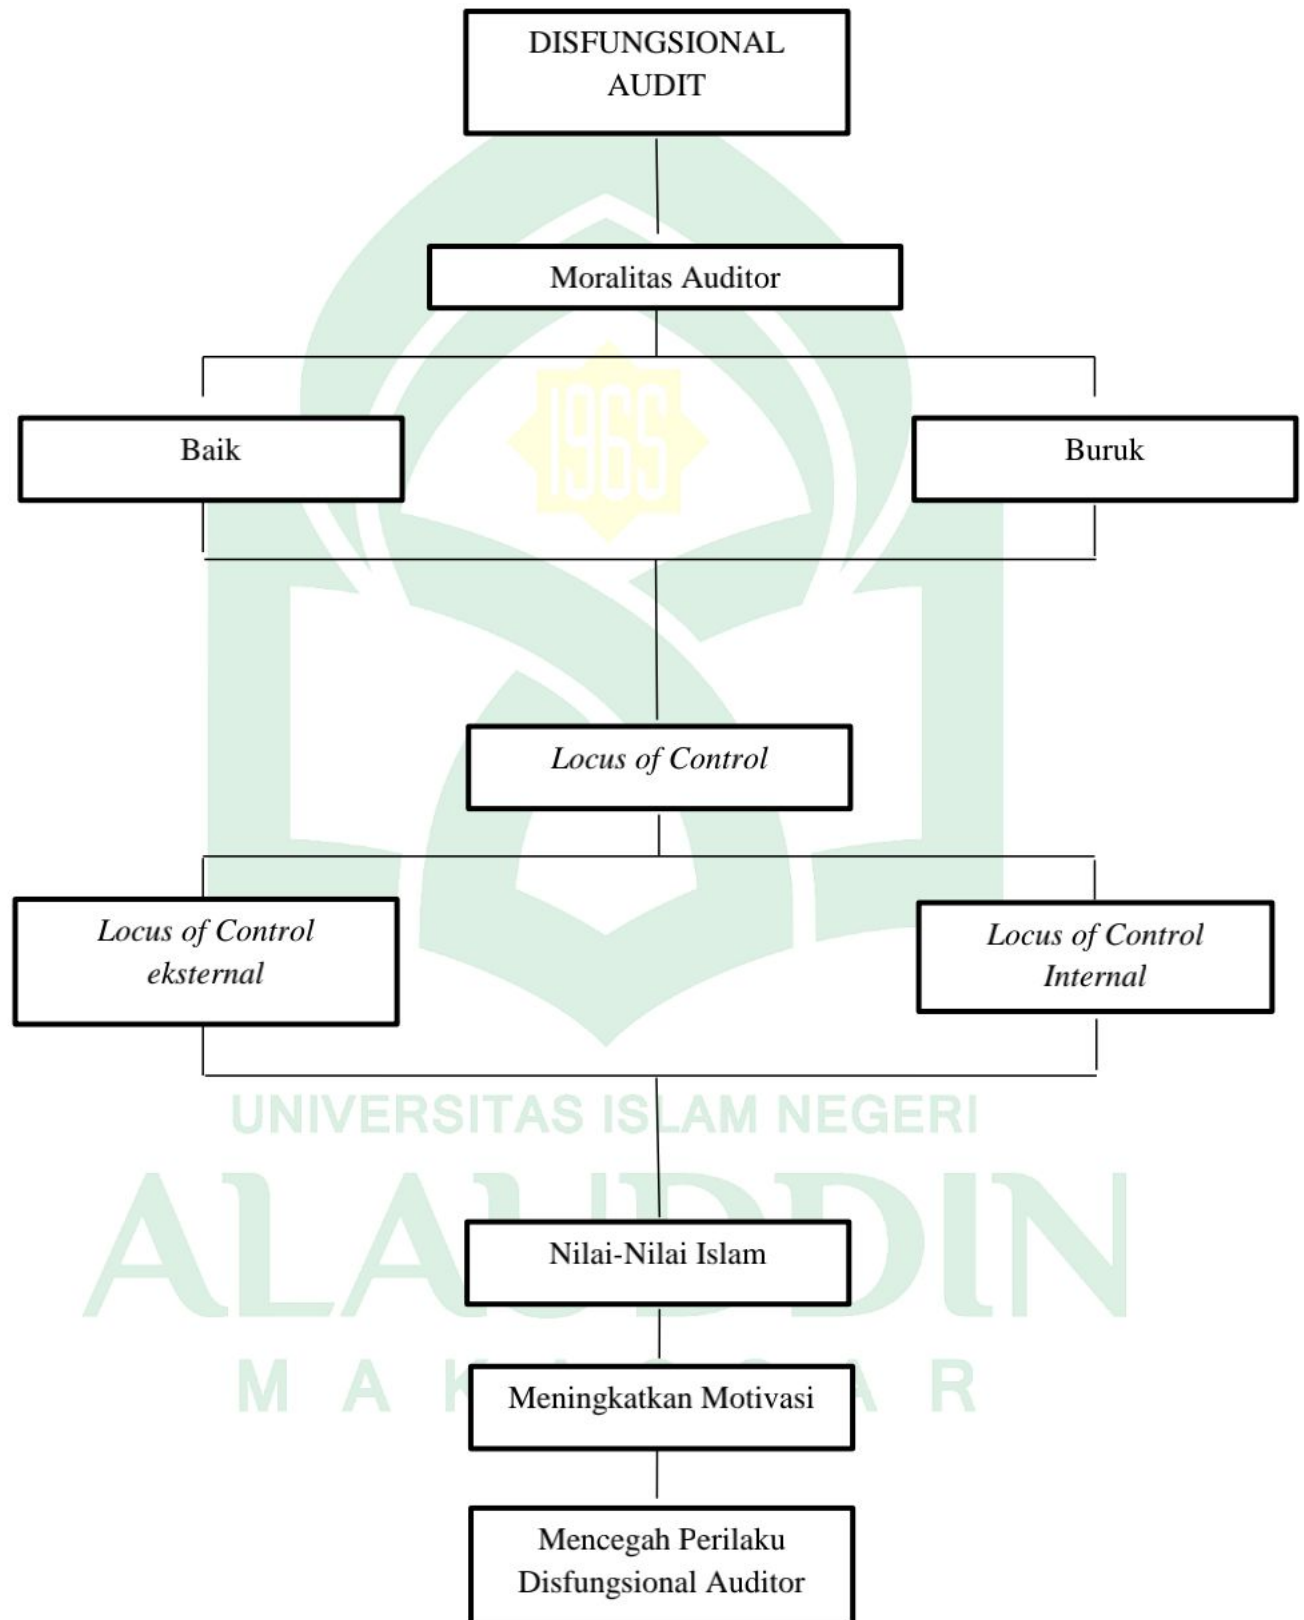 DISFUNGSIONAL
AUDIT
Moralitas Auditor
1965
Baik
Buruk
Locus of Control
Locus of Control
eksternal
Locus of Control
Internal
UNIVERSITAS ISLAM NEGERI
ALAUDDIN
Nilai-Nilai Islam
M A K A S S A R
Meningkatkan Motivasi
Mencegah Perilaku
Disfungsional Auditor